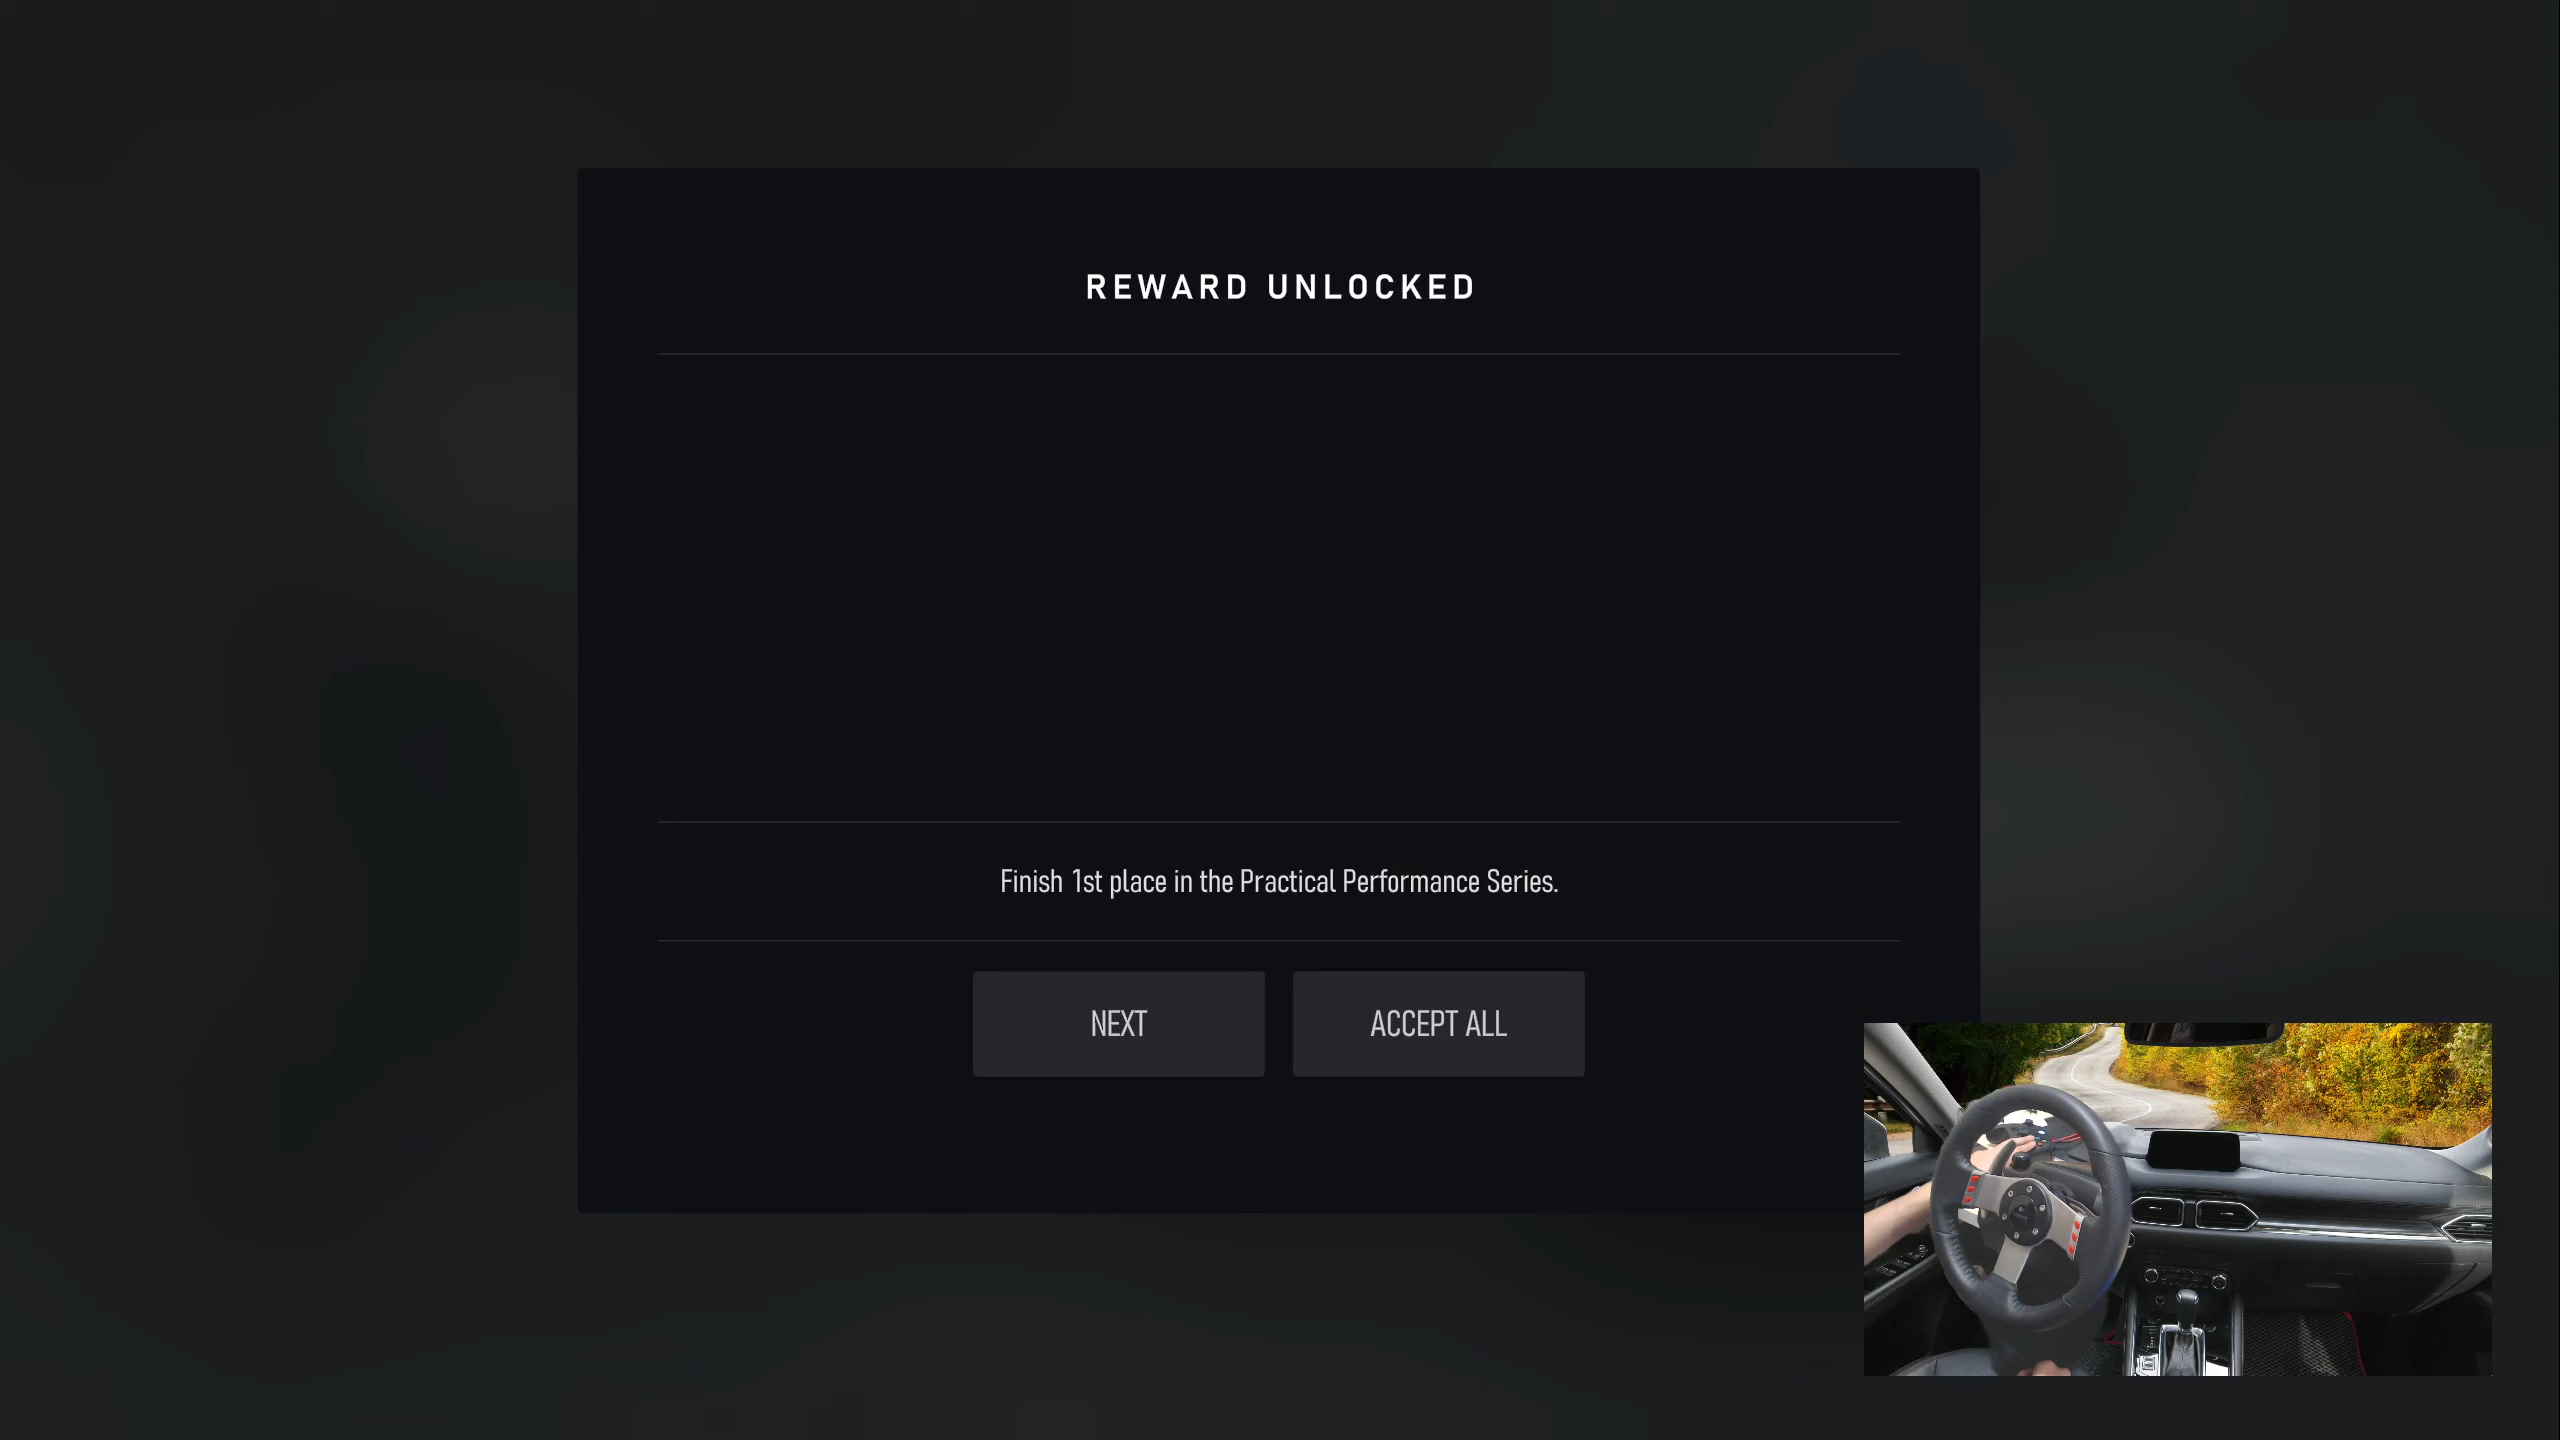 REWARD UNLOCKED
Finish 1st place in the Practical Performance Series.
NEXT
ACCEPT ALL